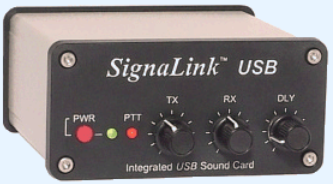 SignaLink™ USB
PWR PTT TX RX DLY
Integrated USB Sound Card